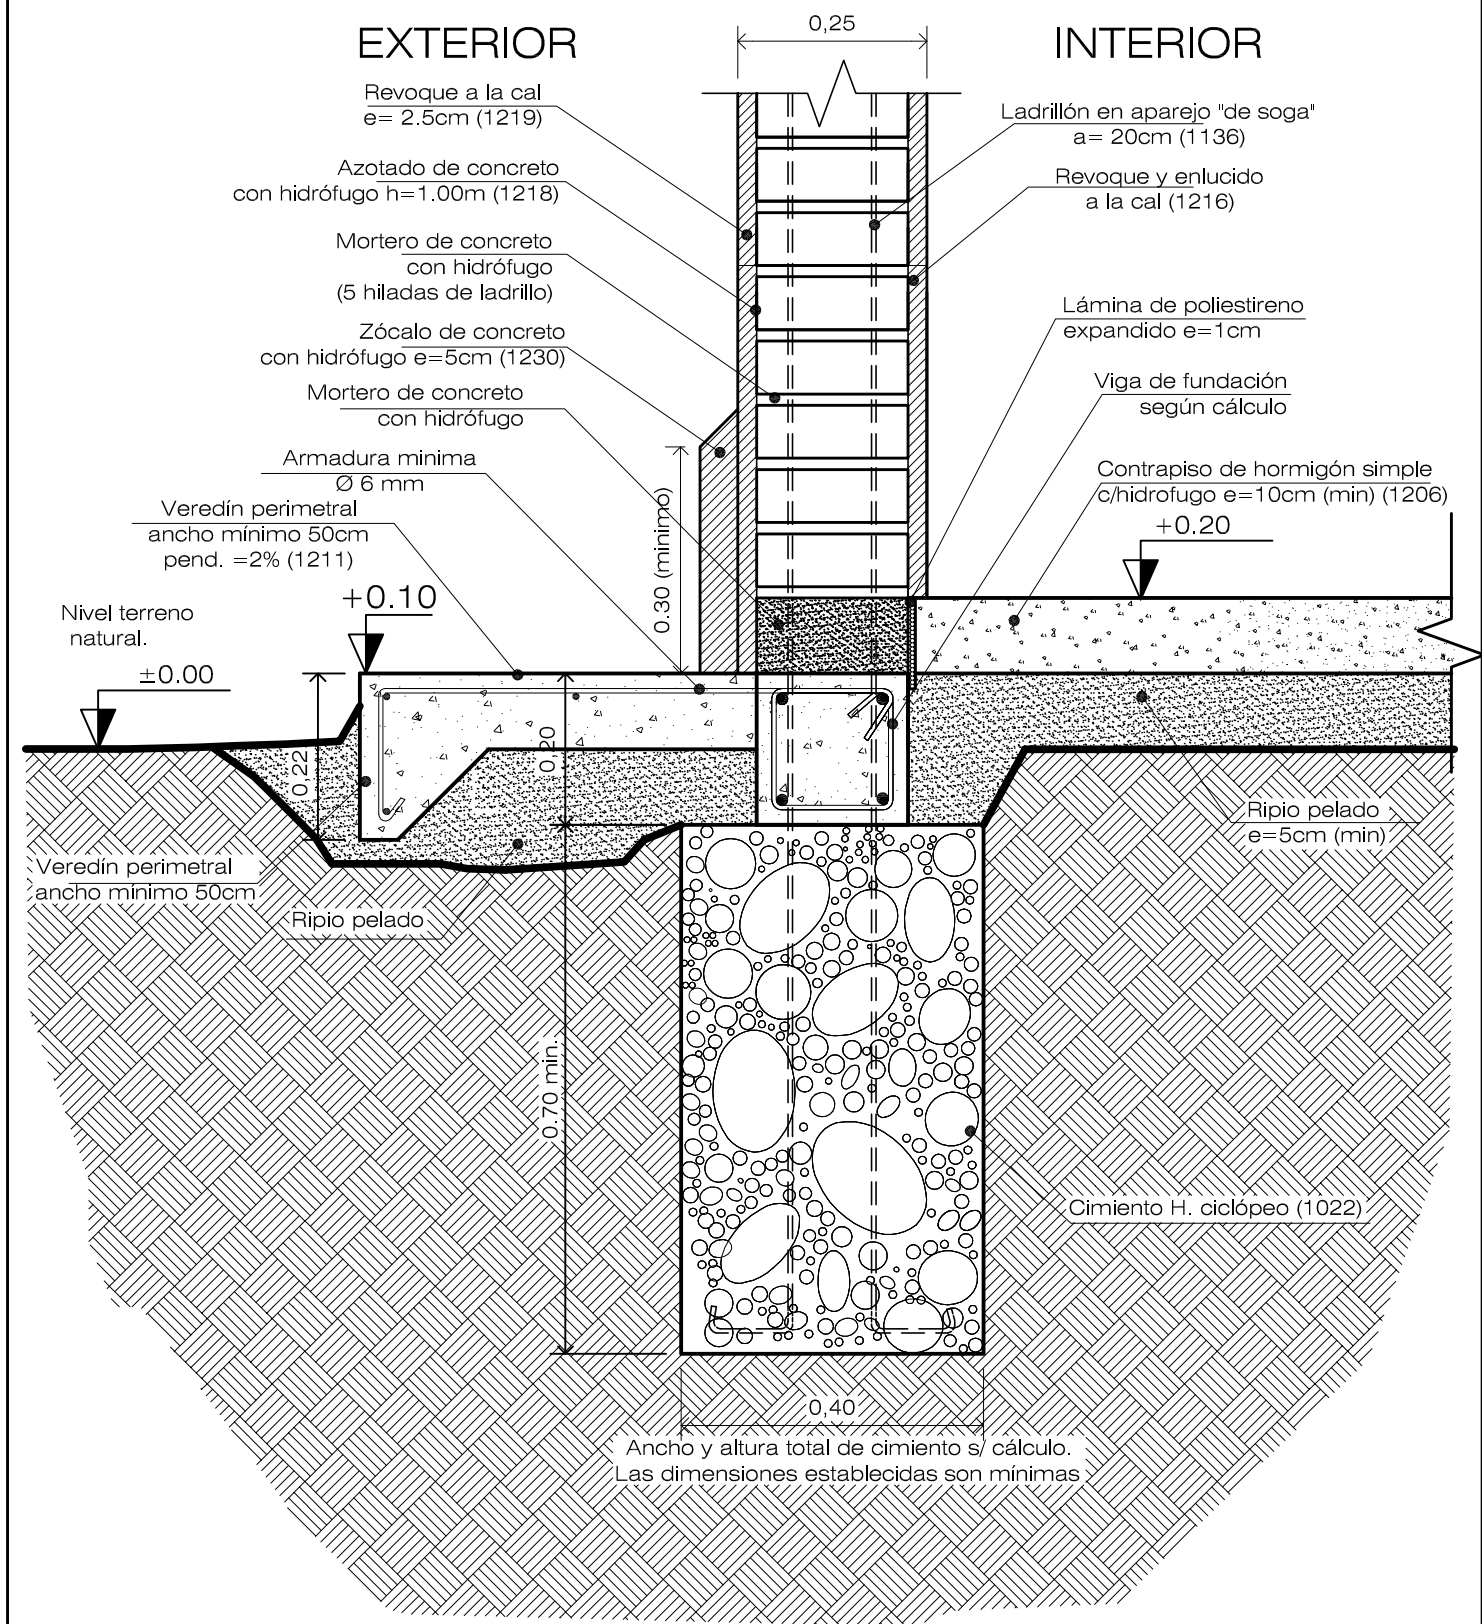 0,25
EXTERIOR
INTERIOR
Revoque a la cal
e= 2.5cm (1219)
Azotado de concreto
con hidrófugo h=1.00m (1218)
Mortero de concreto
con hidrófugo
(5 hiladas de ladrillo)
Zócalo de concreto
con hidrófugo e=5cm (1230)
Mortero de concreto
con hidrófugo
Armadura minima
Ø 6 mm
Veredín perimetral
ancho mínimo 50cm
pend. =2% (1211)
Nivel terreno
natural.
±0.00
+0.10
0.30 (minimo)
Ladrillón en aparejo "de soga"
a= 20cm (1136)
Revoque y enlucido
a la cal (1216)
Lámina de poliestireno
expandido e=1cm
Viga de fundación
según cálculo
Contrapiso de hormigón simple
c/hidrofugo e=10cm (min) (1206)
+0.20
0.22
0.20
Veredín perimetral
ancho mínimo 50cm
Ripio pelado
Ripio pelado
e=5cm (min)
0.70 min.
Cimiento H. ciclópeo (1022)
0,40
Ancho y altura total de cimiento s/ cálculo.
Las dimensiones establecidas son mínimas